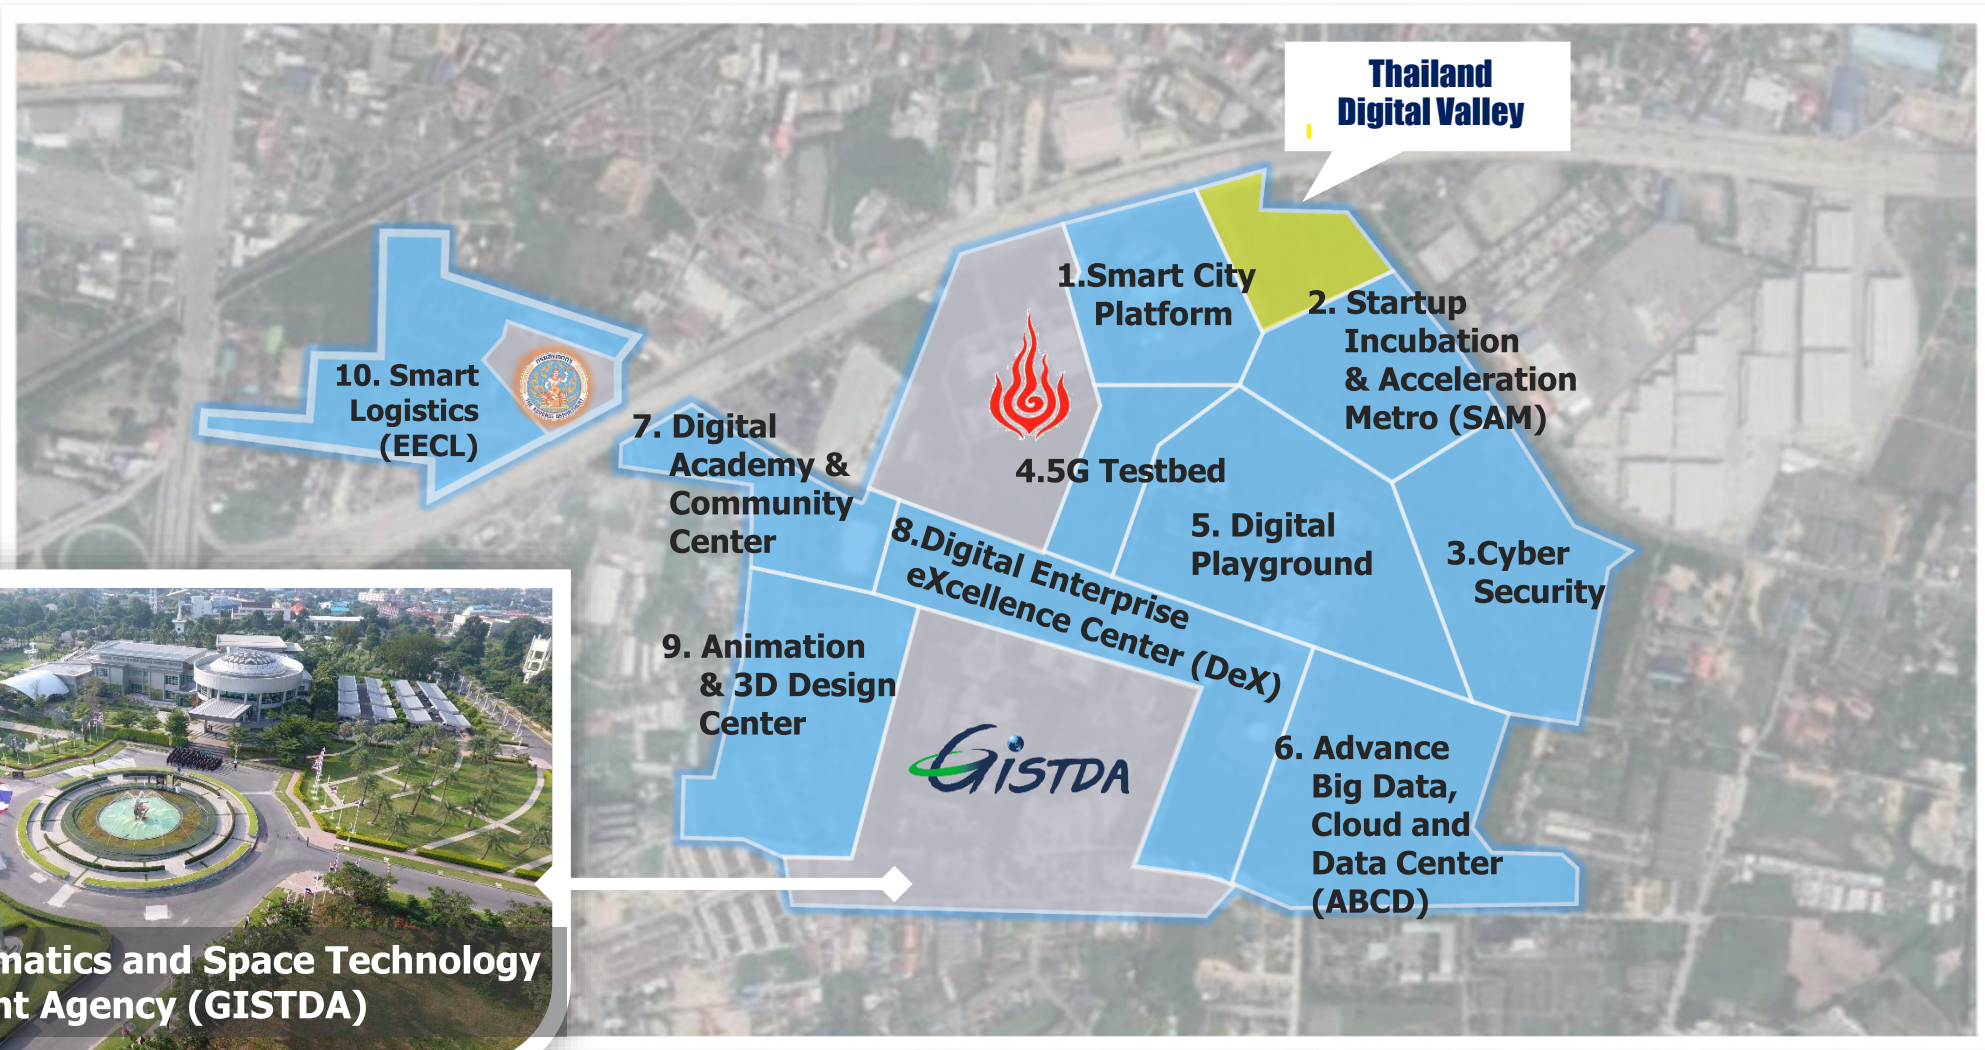 Thailand
Digital Valley
1.Smart City
Platform
2. Startup
Incubation
& Acceleration
Metro (SAM)
10. Smart
Logistics
(EECL)
7. Digital
Academy &
Community
Center
4.5G Testbed
5. Digital
Playground
3.Cyber
Security
8.Digital Enterprise
eXcellence Center (DeX)
9. Animation
& 3D Design
Center
GISTDA
6. Advance
Big Data,
Cloud and
Data Center
(ABCD)
matics and Space Technology
nt Agency (GISTDA)